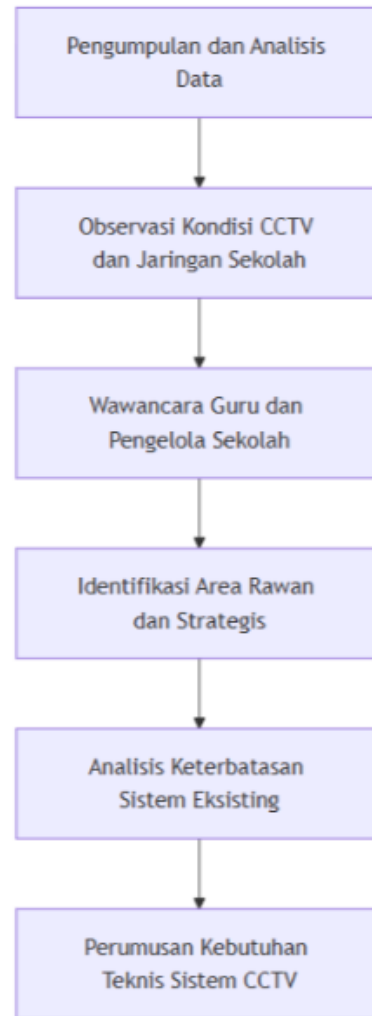 Pengumpulan dan Analisis
Data
Observasi Kondisi CCTV
dan Jaringan Sekolah
Wawancara Guru dan
Pengelola Sekolah
Identifikasi Area Rawan
dan Strategis
Analisis Keterbatasan
Sistem Eksisting
Perumusan Kebutuhan
Teknis Sistem CCTV